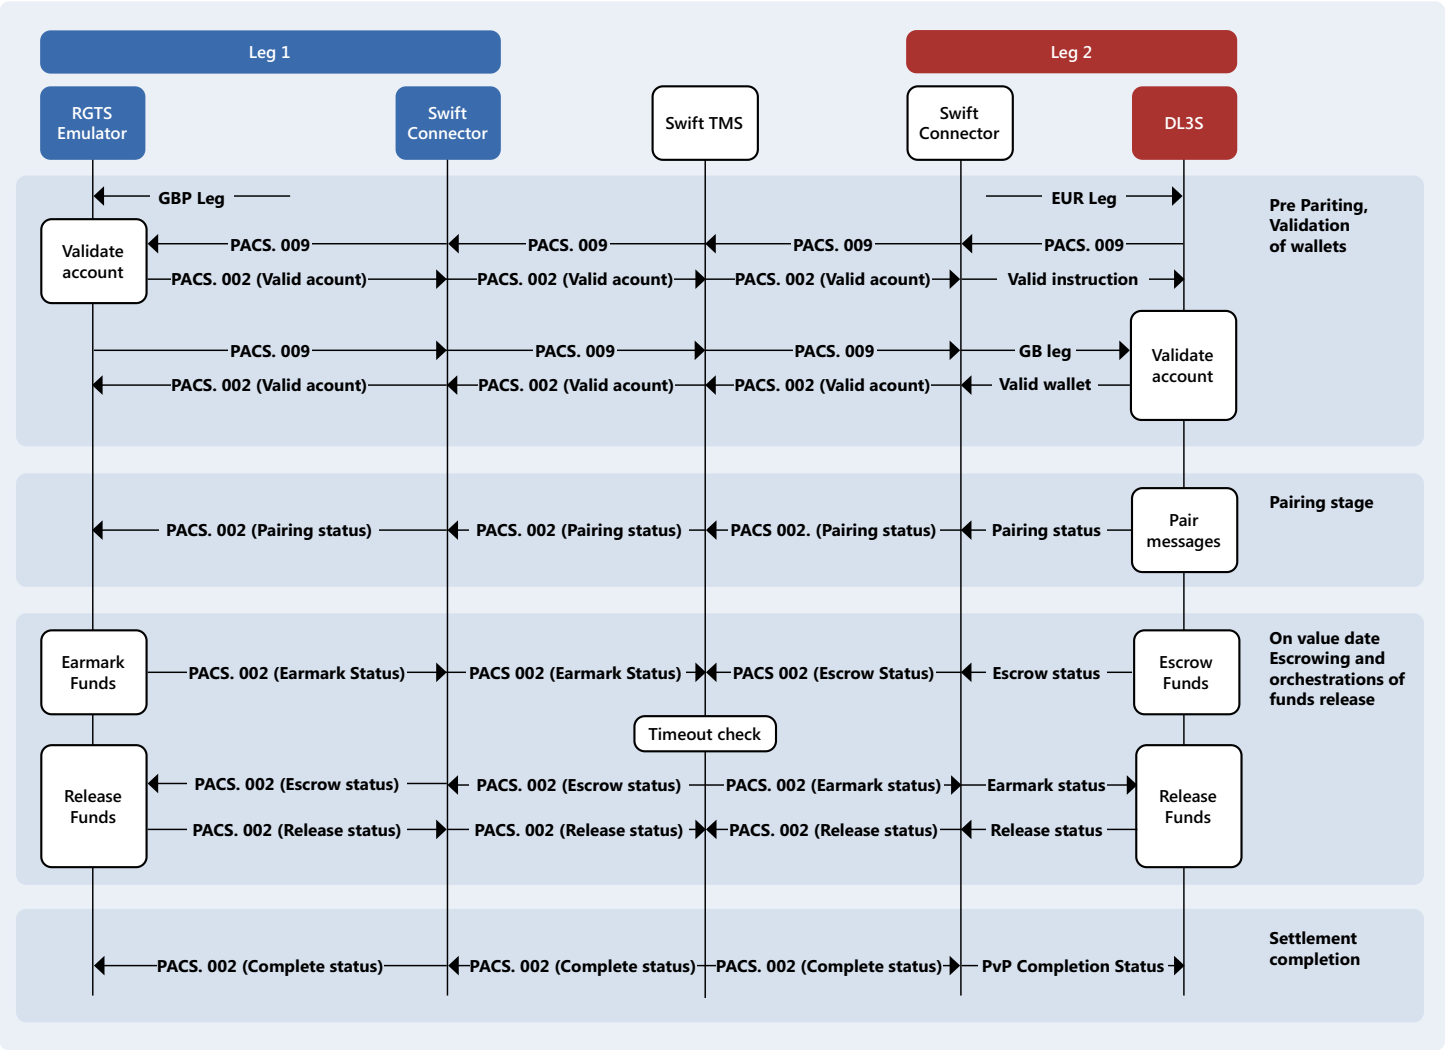 Leg 1
Leg 2
RGTS
Emulator
Swift
Connector
Swift TMS
Swift
Connector
DL3S
GBP Leg
EUR Leg
Pre Pariting,
Validation
of wallets
Validate
account
PACS. 009
PACS. 009
PACS. 009
PACS. 009
PACS. 002 (Valid acount)
PACS. 002 (Valid acount)
PACS. 002 (Valid acount)
Valid instruction
PACS. 009
PACS. 009
PACS. 009
GB leg
Validate
account
PACS. 002 (Valid acount)
PACS. 002 (Valid acount)
PACS. 002 (Valid acount)
Valid wallet
Pairing stage
PACS. 002 (Pairing status)
PACS. 002 (Pairing status)
PACS 002. (Pairing status)
Pairing status
Pair
messages
On value date
Escrowing and
orchestrations of
funds release
Earmark
Funds
PACS. 002 (Earmark Status)
PACS 002 (Earmark Status)
PACS 002 (Escrow Status)
Escrow status
Escrow
Funds
Timeout check
Release
Funds
PACS. 002 (Escrow status)
PACS. 002 (Escrow status)
PACS. 002 (Earmark status)
Earmark status
Release
Funds
PACS. 002 (Release status)
PACS. 002 (Release status)
PACS. 002 (Release status)
Release status
Settlement
completion
PACS. 002 (Complete status)
PACS. 002 (Complete status)
PACS. 002 (Complete status)
PvP Completion Status